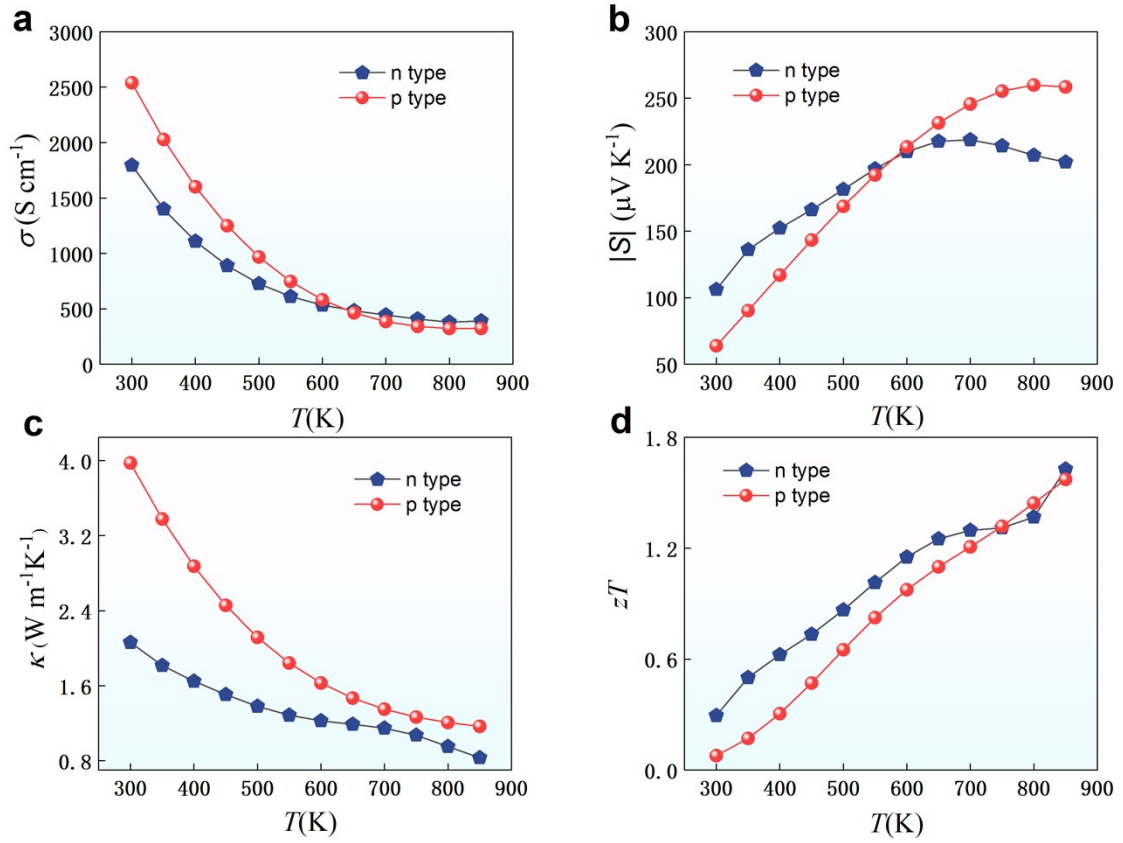 a
3000
2500
2000
1500
1000
500
0
σ (S cm⁻¹)
n type
p type
300 400 500 600 700 800 900
T(K)
b
300
250
200
150
100
50
|S| (μV K⁻¹)
n type
p type
300 400 500 600 700 800 900
T(K)
c
4.0
3.2
2.4
1.6
0.8
κ (W m⁻¹K⁻¹)
n type
p type
300 400 500 600 700 800 900
T(K)
d
1.8
1.2
0.6
0.0
zT
n type
p type
300 400 500 600 700 800 900
T(K)